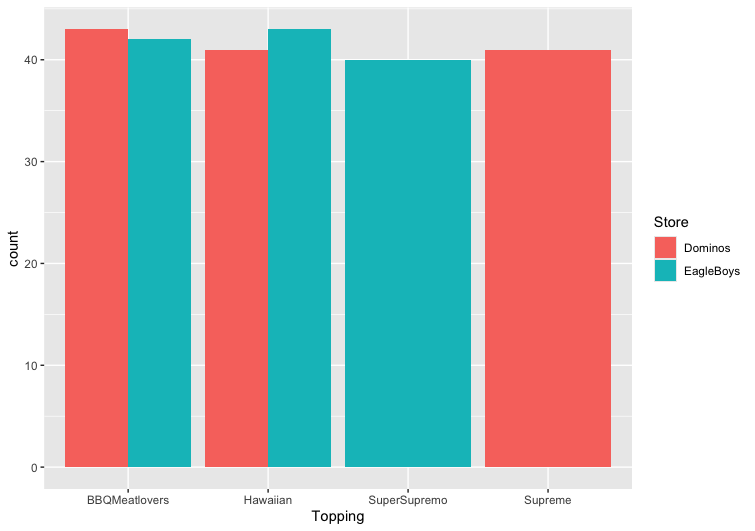 40
30
20
10
0
count
BBQMeatlovers Hawaiian SuperSupremo Supreme
Topping
Store
Dominos
EagleBoys